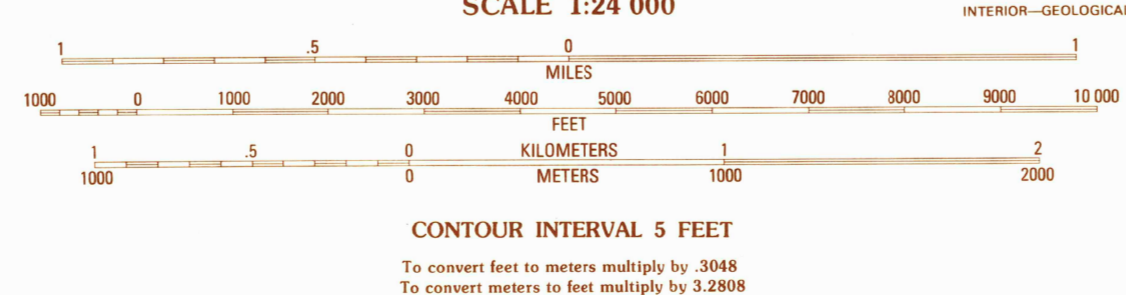 SCALE 1:24 000
INTERIOR—GEOLOGICAL
1 .5 0 1
MILES
1000 0 1000 2000 3000 4000 5000 6000 7000 8000 9000 10 000
FEET
1 .5 0 KILOMETERS 1 2
1000 0 METERS 1000 2000
CONTOUR INTERVAL 5 FEET
To convert feet to meters multiply by .3048
To convert meters to feet multiply by 3.2808